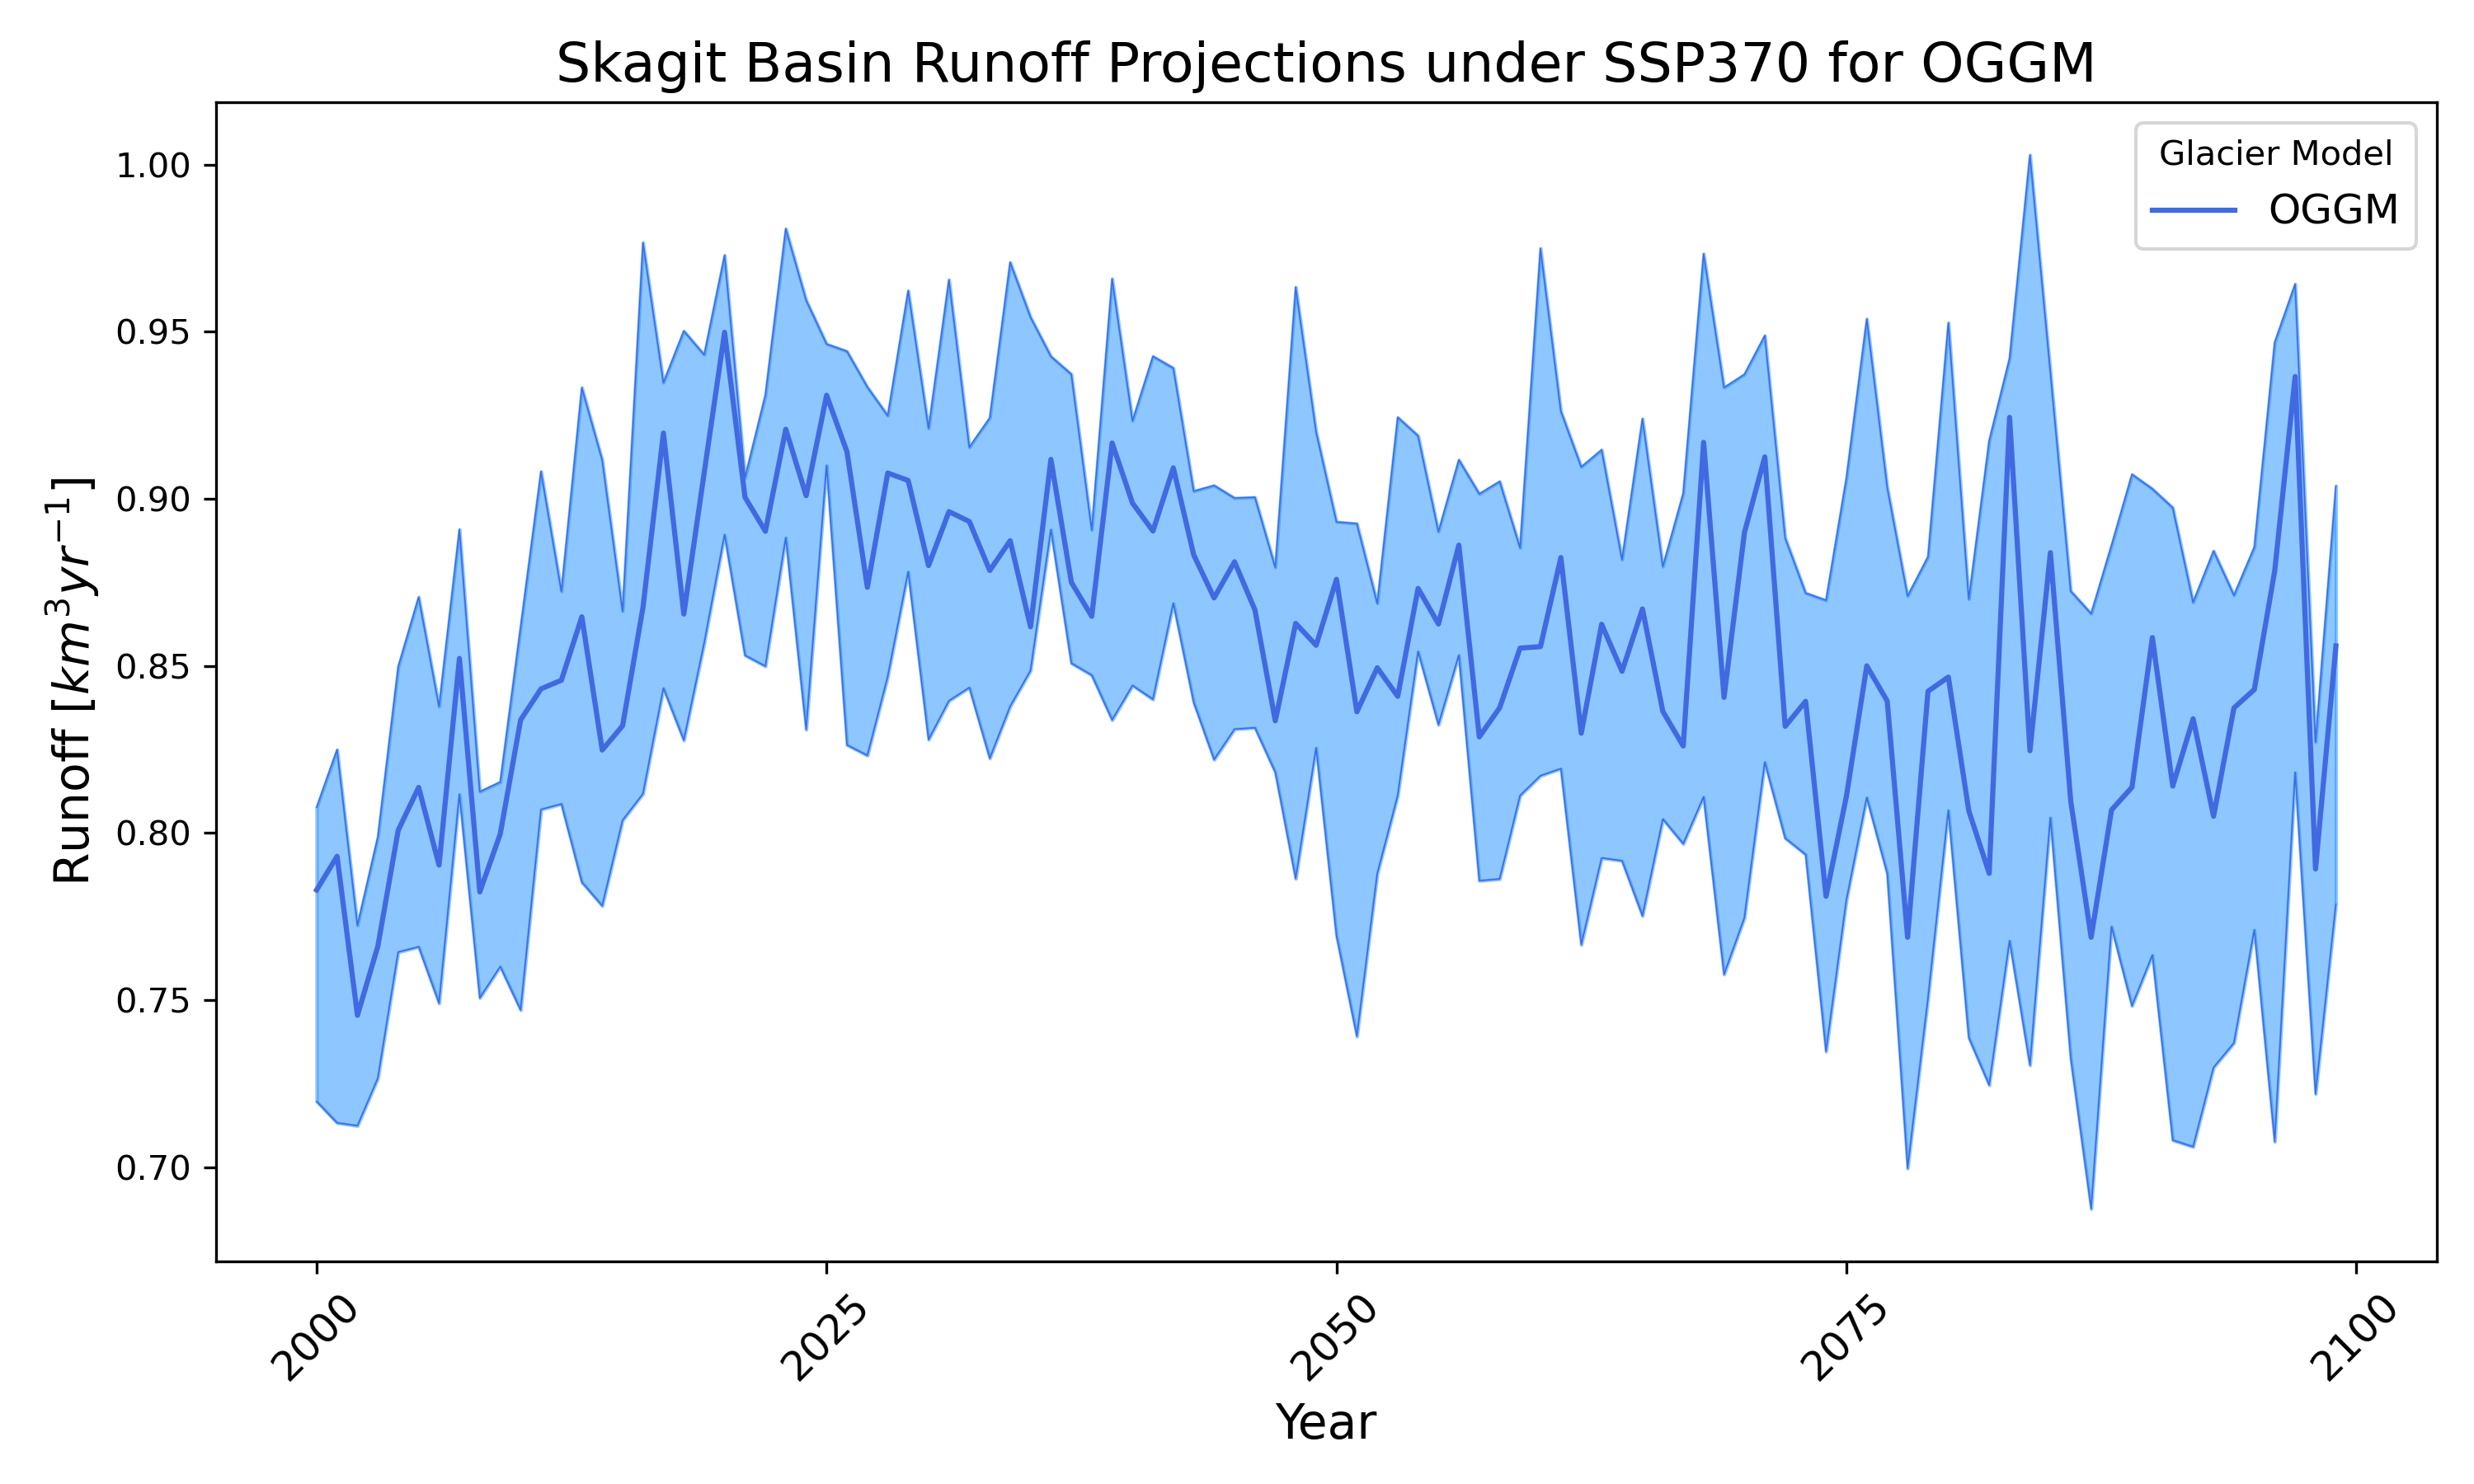 Skagit Basin Runoff Projections under SSP370 for OGGM
Glacier Model
OGGM
Runoff [km³yr⁻¹]
1.00
0.95
0.90
0.85
0.80
0.75
0.70
2000
2025
2050
2075
2100
Year